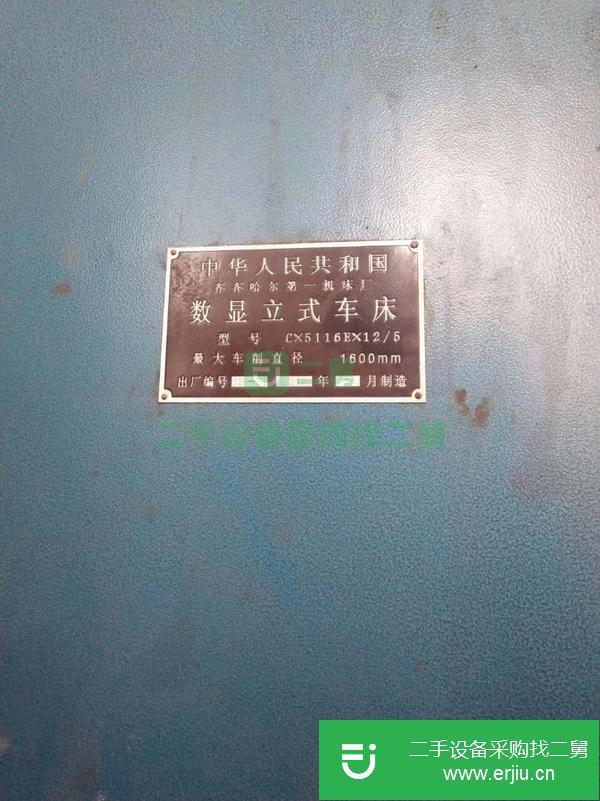 中华人民共和国
齐齐哈尔第一机床厂
数显立式车床
型号 CX5116EX12/5
最大车削直径 1600mm
出厂编号 年 月制造
二舅
二手设备采购找二舅
二手设备采购找二舅
www.erjiu.cn